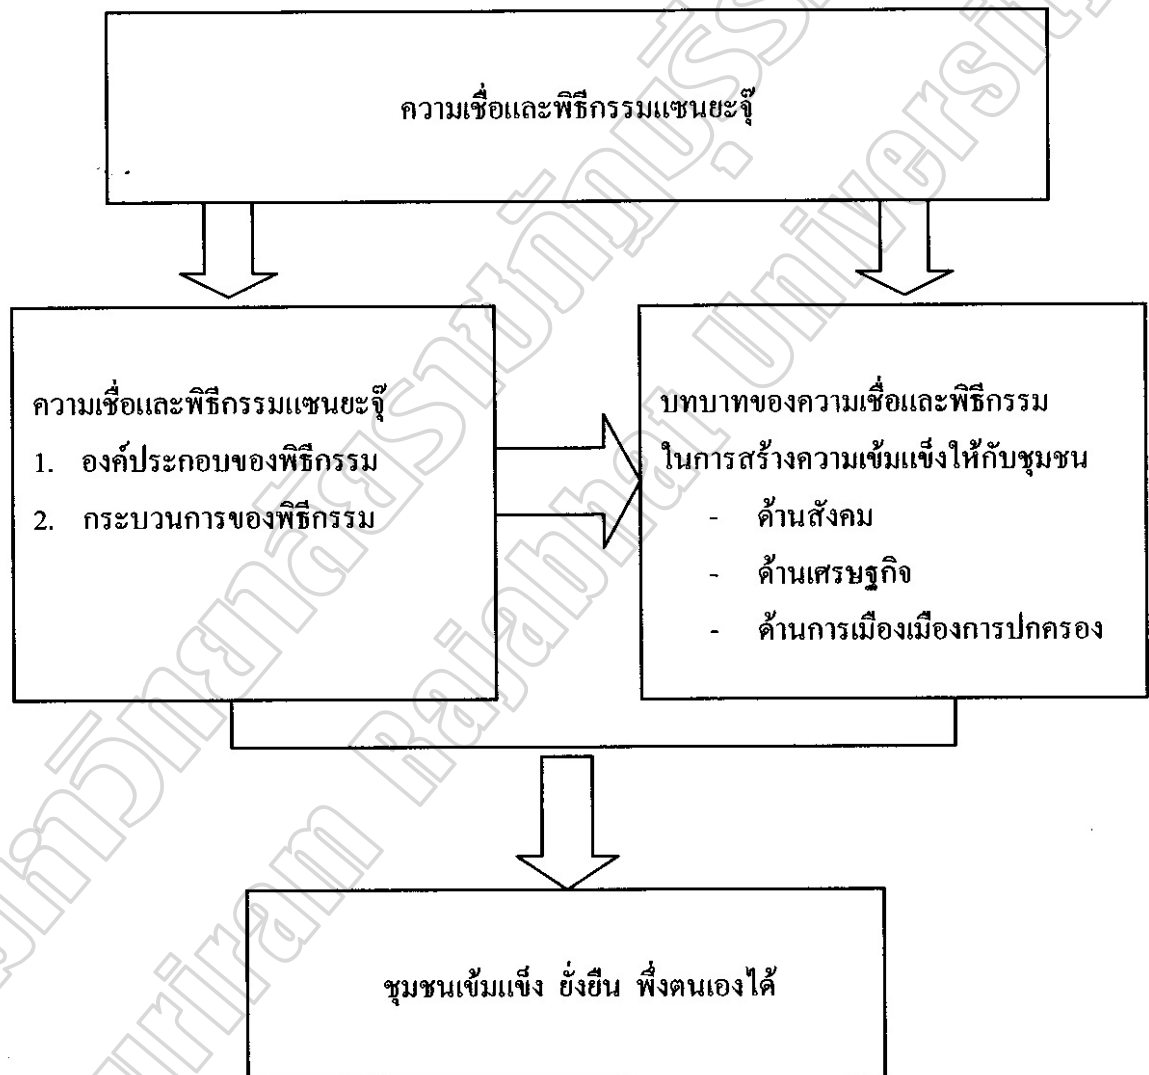 ความเชื่อและพิธีกรรมแซนยะจุ๊
ความเชื่อและพิธีกรรมแซนยะจุ๊
1. องค์ประกอบของพิธีกรรม
2. กระบวนการของพิธีกรรม
บทบาทของความเชื่อและพิธีกรรม
ในการสร้างความเข้มแข็งให้กับชุมชน
- ด้านสังคม
- ด้านเศรษฐกิจ
- ด้านการเมืองเมืองการปกครอง
ชุมชนเข้มแข็ง ยั่งยืน พึ่งตนเองได้